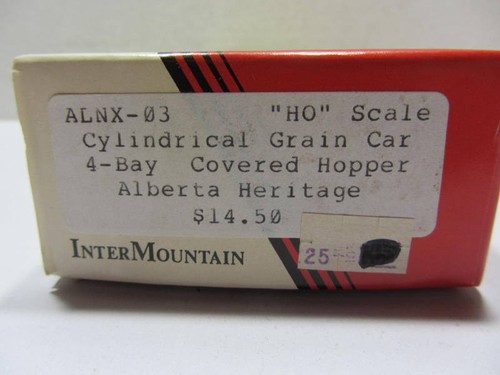 ALNX-03 "HO" Scale
Cylindrical Grain Car
4-Bay Covered Hopper
Alberta Heritage
$14.50
25
INTERMOUNTAIN